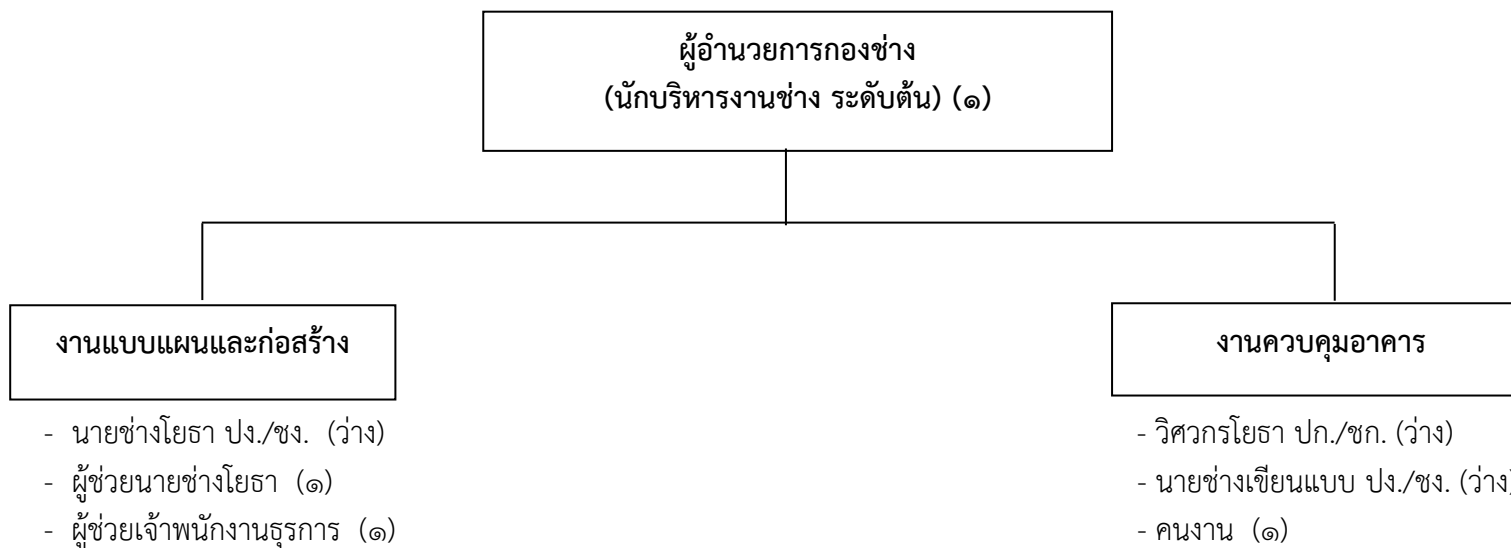 ผู้อำนวยการกองช่าง
(นักบริหารงานช่าง ระดับต้น) (๑)
งานแบบแผนและก่อสร้าง
- นายช่างโยธา ปง./ชง. (ว่าง)
- ผู้ช่วยนายช่างโยธา (๑)
- ผู้ช่วยเจ้าพนักงานธุรการ (๑)
งานควบคุมอาคาร
- วิศวกรโยธา ปก./ชก. (ว่าง)
- นายช่างเขียนแบบ ปง./ชง. (ว่าง)
- คนงาน (๑)